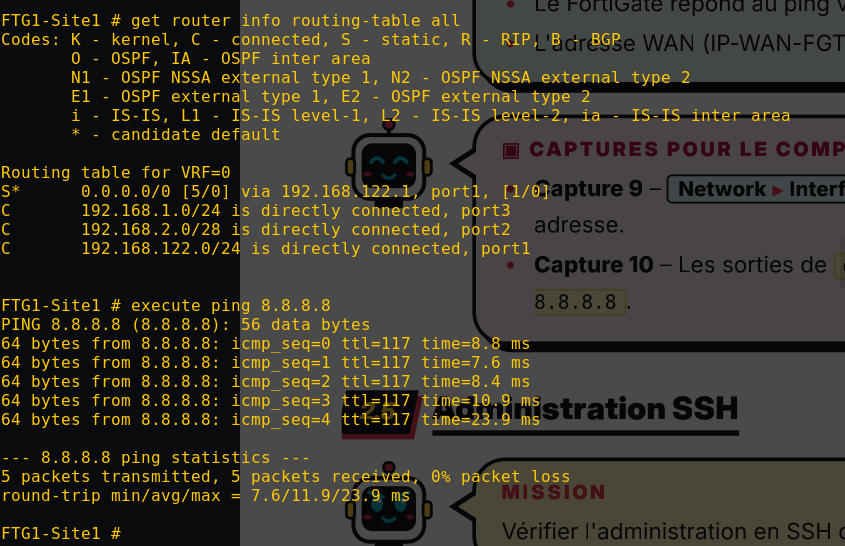 FTG1-Site1 # get router info routing-table all
Codes: K - kernel, C - connected, S - static, R - RIP, B - BGP
       O - OSPF, IA - OSPF inter area
       N1 - OSPF NSSA external type 1, N2 - OSPF NSSA external type 2
       E1 - OSPF external type 1, E2 - OSPF external type 2
       i - IS-IS, L1 - IS-IS level-1, L2 - IS-IS level-2, ia - IS-IS inter area
       * - candidate default
Routing table for VRF=0
S*      0.0.0.0/0 [5/0] via 192.168.122.1, port1, [1/0]
C       192.168.1.0/24 is directly connected, port3
C       192.168.2.0/28 is directly connected, port2
C       192.168.122.0/24 is directly connected, port1
FTG1-Site1 # execute ping 8.8.8.8
PING 8.8.8.8 (8.8.8.8): 56 data bytes
64 bytes from 8.8.8.8: icmp_seq=0 ttl=117 time=8.8 ms
64 bytes from 8.8.8.8: icmp_seq=1 ttl=117 time=7.6 ms
64 bytes from 8.8.8.8: icmp_seq=2 ttl=117 time=8.4 ms
64 bytes from 8.8.8.8: icmp_seq=3 ttl=117 time=10.9 ms
64 bytes from 8.8.8.8: icmp_seq=4 ttl=117 time=23.9 ms
--- 8.8.8.8 ping statistics ---
5 packets transmitted, 5 packets received, 0% packet loss
round-trip min/avg/max = 7.6/11.9/23.9 ms
FTG1-Site1 #
Le FortiGate répond au ping
L'adresse WAN (IP-WAN-FGT
CAPTURES POUR LE COMP
Capture 9 – Network ▸ Interf
adresse.
Capture 10 – Les sorties de
8.8.8.8 .
Administration SSH
MISSION
Vérifier l'administration en SSH